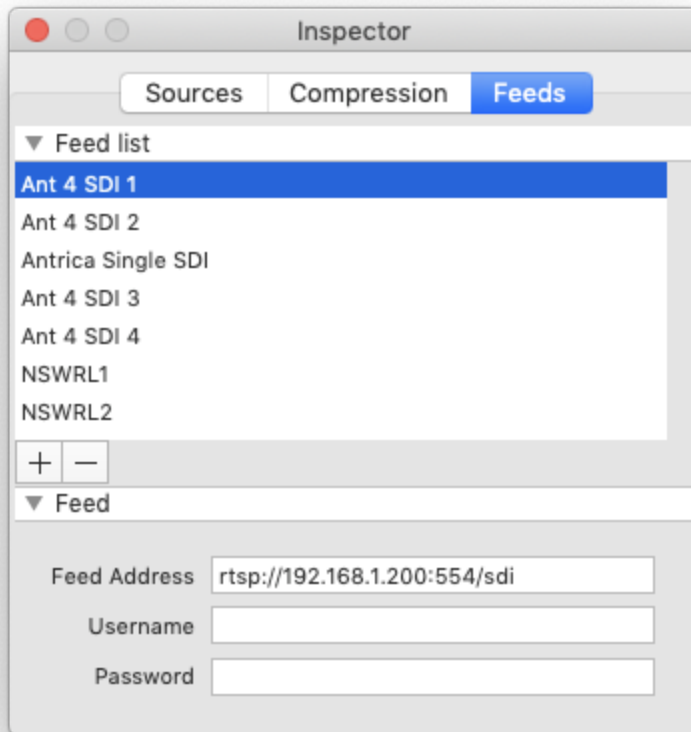 Inspector
Sources Compression Feeds
Feed list
Ant 4 SDI 1
Ant 4 SDI 2
Antrica Single SDI
Ant 4 SDI 3
Ant 4 SDI 4
NSWRL1
NSWRL2
Feed
Feed Address rtsp://192.168.1.200:554/sdi
Username
Password